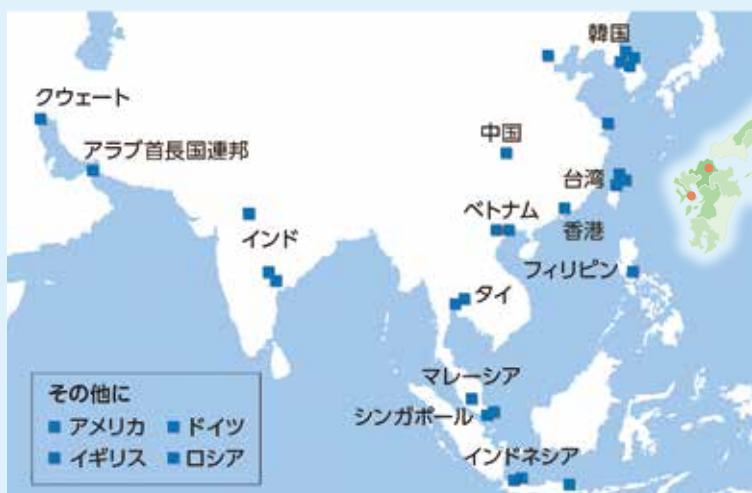 韓国
クウェート
中国
アラブ首長国連邦
台湾
ベトナム
香港
インド
フィリピン
タイ
マレーシア
シンガポール
インドネシア
その他に
■ アメリカ ■ ドイツ
■ イギリス ■ ロシア